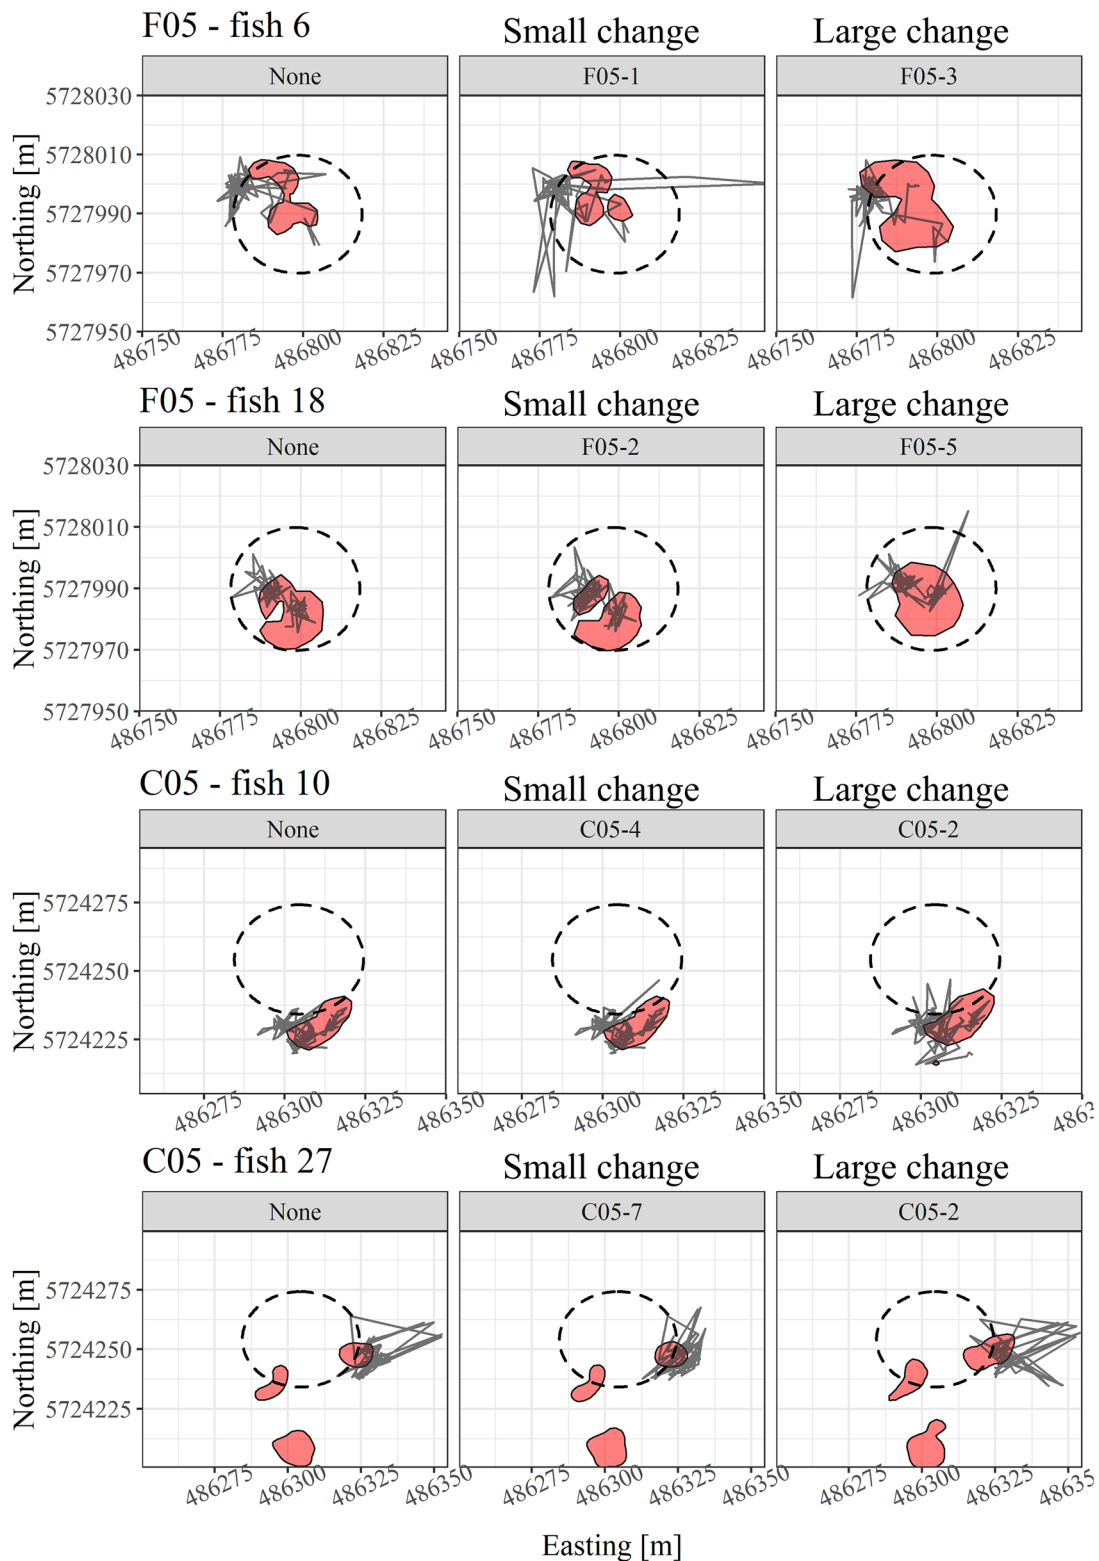 F05 - fish 6 Small change Large change
None F05-1 F05-3
Northing [m]
5728030
5728010
5727990
5727970
5727950
486750 486775 486800 486825 486750 486775 486800 486825 486750 486775 486800 486825
F05 - fish 18 Small change Large change
None F05-2 F05-5
Northing [m]
5728030
5728010
5727990
5727970
5727950
486750 486775 486800 486825 486750 486775 486800 486825 486750 486775 486800 486825
C05 - fish 10 Small change Large change
None C05-4 C05-2
Northing [m]
5724275
5724250
5724225
486275 486300 486325 486350 486275 486300 486325 486350 486275 486300 486325
C05 - fish 27 Small change Large change
None C05-7 C05-2
Northing [m]
5724275
5724250
5724225
486275 486300 486325 486350 486275 486300 486325 486350 486275 486300 486325
Easting [m]